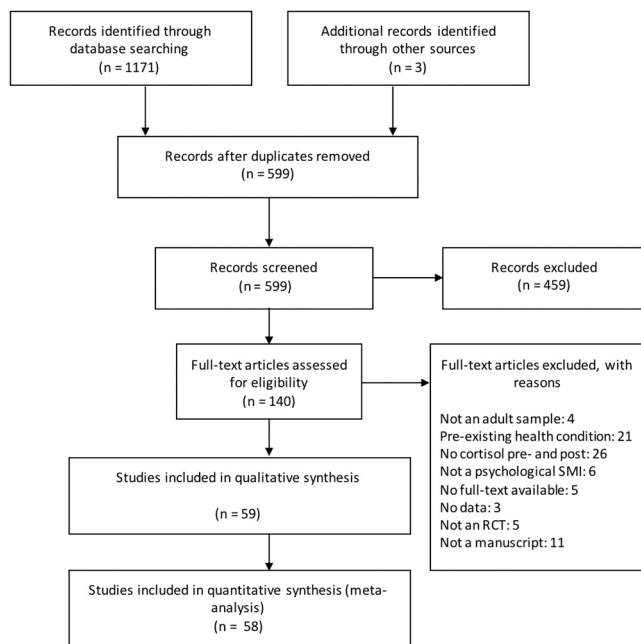 Records identified through
database searching
(n = 1171)
Additional records identified
through other sources
(n = 3)
Records after duplicates removed
(n = 599)
Records screened
(n = 599)
Records excluded
(n = 459)
Full-text articles assessed
for eligibility
(n = 140)
Full-text articles excluded, with
reasons
Not an adult sample: 4
Pre-existing health condition: 21
No cortisol pre- and post: 26
Not a psychological SMI: 6
No full-text available: 5
No data: 3
Not an RCT: 5
Not a manuscript: 11
Studies included in qualitative synthesis
(n = 59)
Studies included in quantitative synthesis (meta-
analysis)
(n = 58)